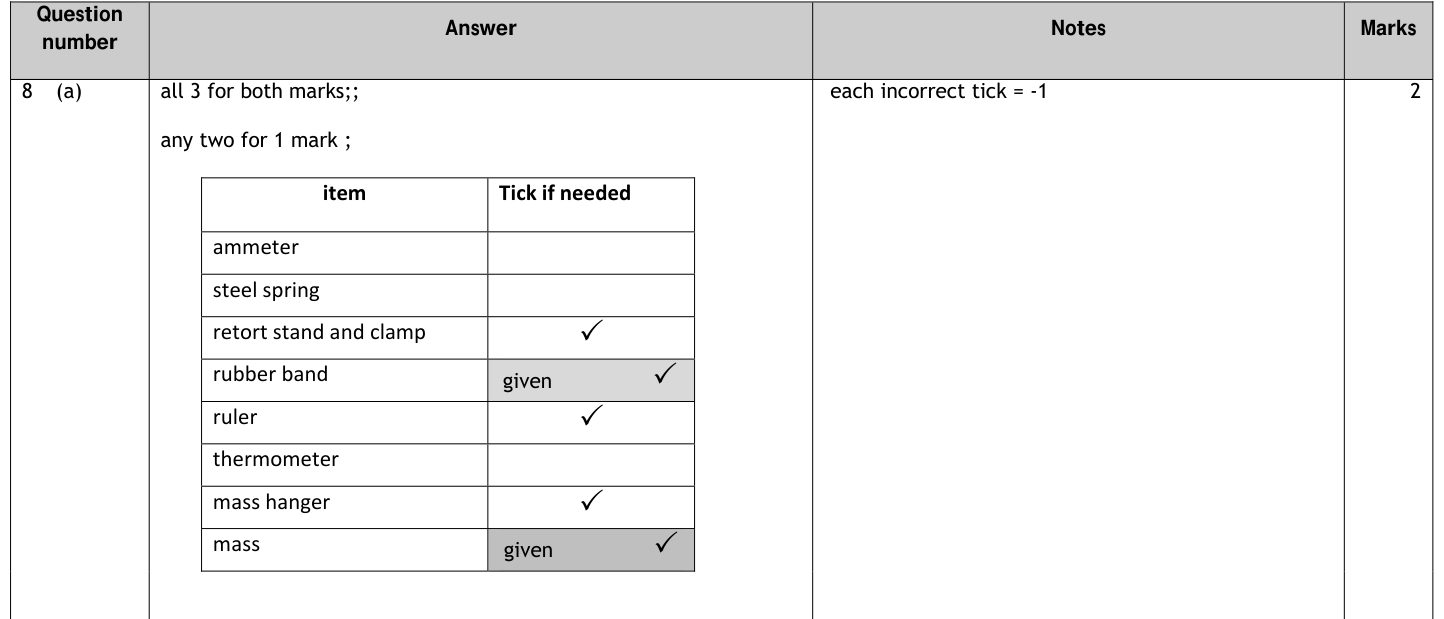 Question number Answer Notes Marks
8 (a) all 3 for both marks;; each incorrect tick = -1 2
any two for 1 mark ;
item Tick if needed
ammeter
steel spring
retort stand and clamp ✓
rubber band given ✓
ruler ✓
thermometer
mass hanger ✓
mass given ✓